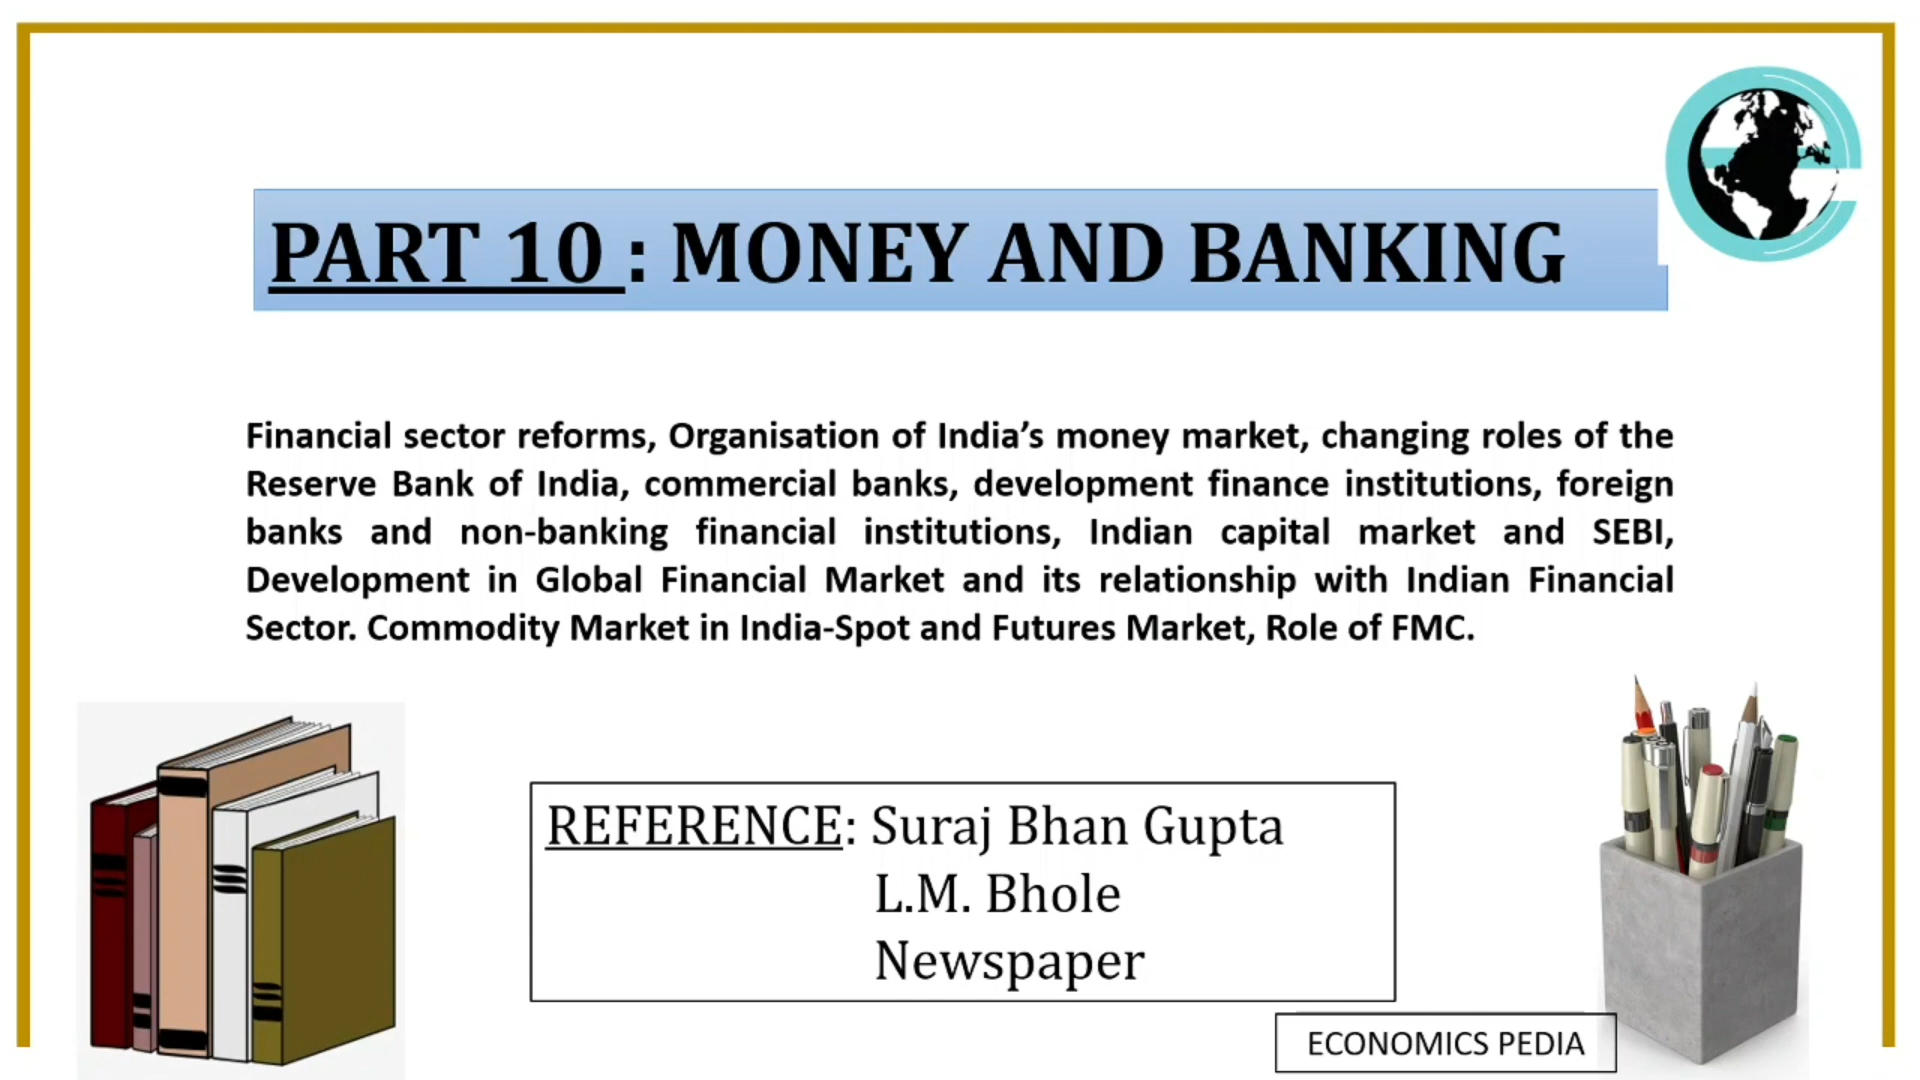 PART 10 : MONEY AND BANKING
Financial sector reforms, Organisation of India’s money market, changing roles of the
Reserve Bank of India, commercial banks, development finance institutions, foreign
banks and non-banking financial institutions, Indian capital market and SEBI,
Development in Global Financial Market and its relationship with Indian Financial
Sector. Commodity Market in India-Spot and Futures Market, Role of FMC.
REFERENCE: Suraj Bhan Gupta
L.M. Bhole
Newspaper
ECONOMICS PEDIA